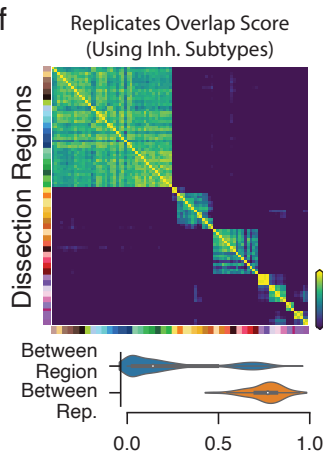 f
Replicates Overlap Score
(Using Inh. Subtypes)
Dissection Regions
Between
Region
Between
Rep.
0.0 0.5 1.0